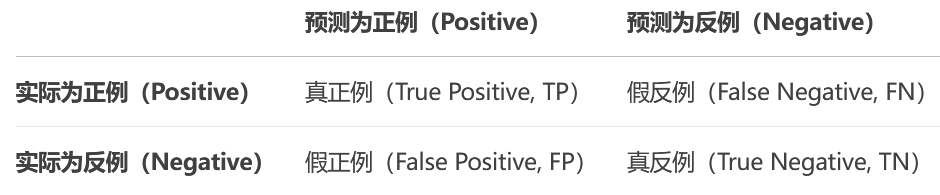 预测为正例（Positive） 预测为反例（Negative）
实际为正例（Positive） 真正例（True Positive, TP） 假反例（False Negative, FN）
实际为反例（Negative） 假正例（False Positive, FP） 真反例（True Negative, TN）